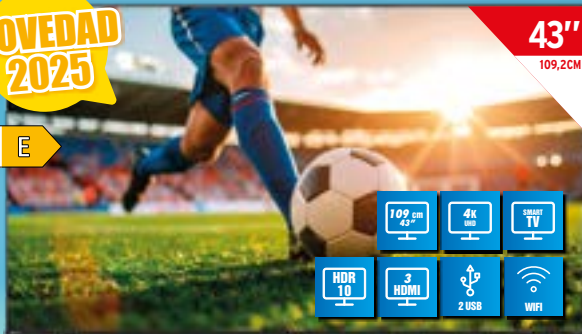 OVEDAD
2025
43"
109,2CM
E
109 cm
43"
4K
UHD
SMART
TV
HDR
10
3
HDMI
2 USB
WIFI